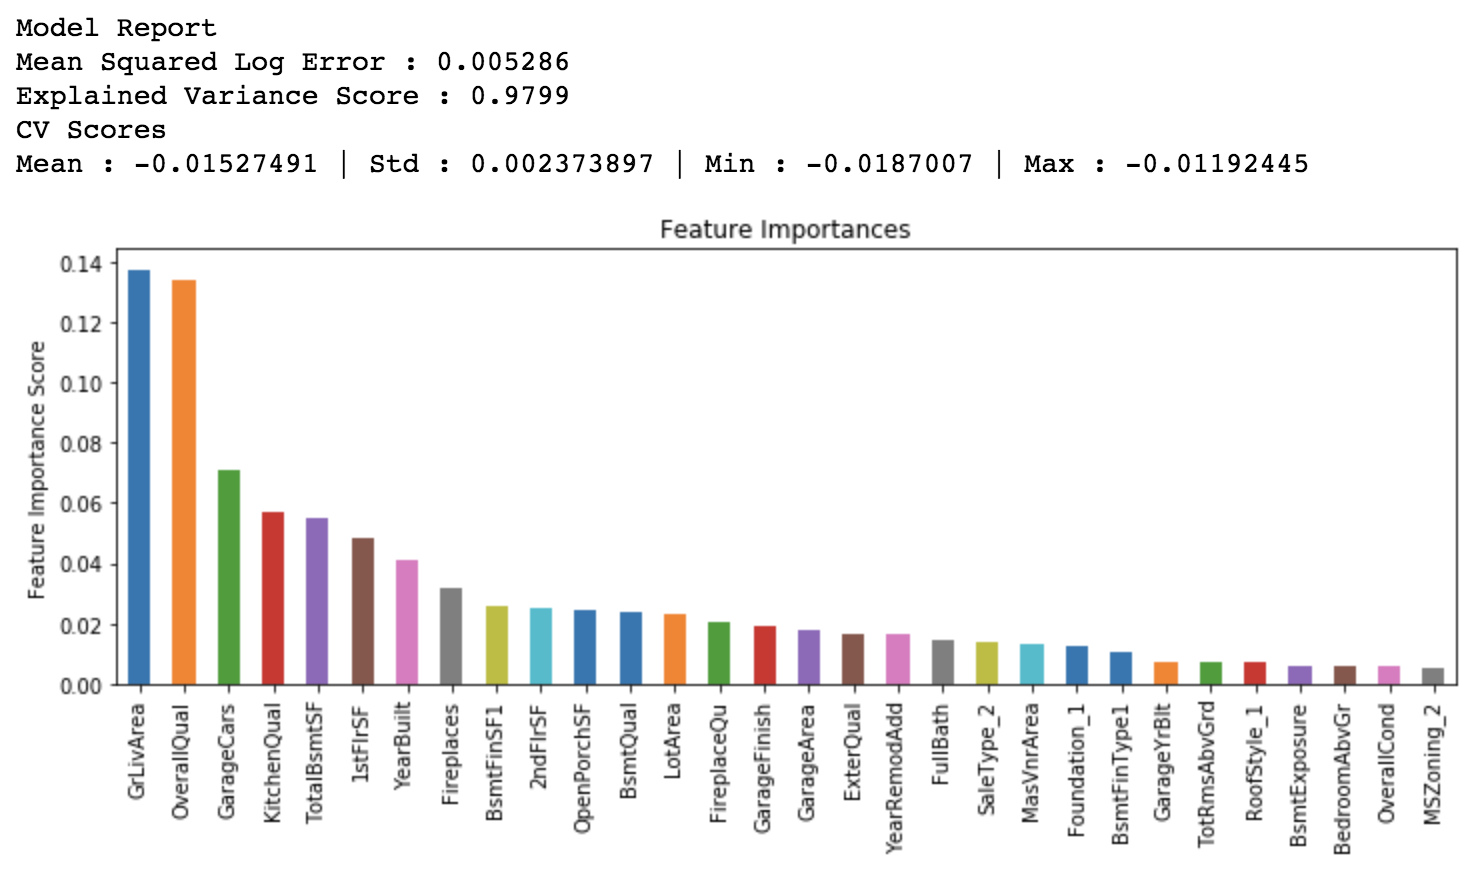 Model Report
Mean Squared Log Error : 0.005286
Explained Variance Score : 0.9799
CV Scores
Mean : -0.01527491 | Std : 0.002373897 | Min : -0.0187007 | Max : -0.01192445
Feature Importances
Feature Importance Score
0.14
0.12
0.10
0.08
0.06
0.04
0.02
0.00
GrLivArea
OverallQual
GarageCars
KitchenQual
TotalBsmtSF
1stFlrSF
YearBuilt
Fireplaces
BsmtFinSF1
2ndFlrSF
OpenPorchSF
BsmtQual
LotArea
FireplaceQu
GarageFinish
GarageArea
ExterQual
YearRemodAdd
FullBath
SaleType_2
MasVnrArea
Foundation_1
BsmtFinType1
GarageYrBlt
TotRmsAbvGrd
RoofStyle_1
BsmtExposure
BedroomAbvGr
OverallCond
MSZoning_2